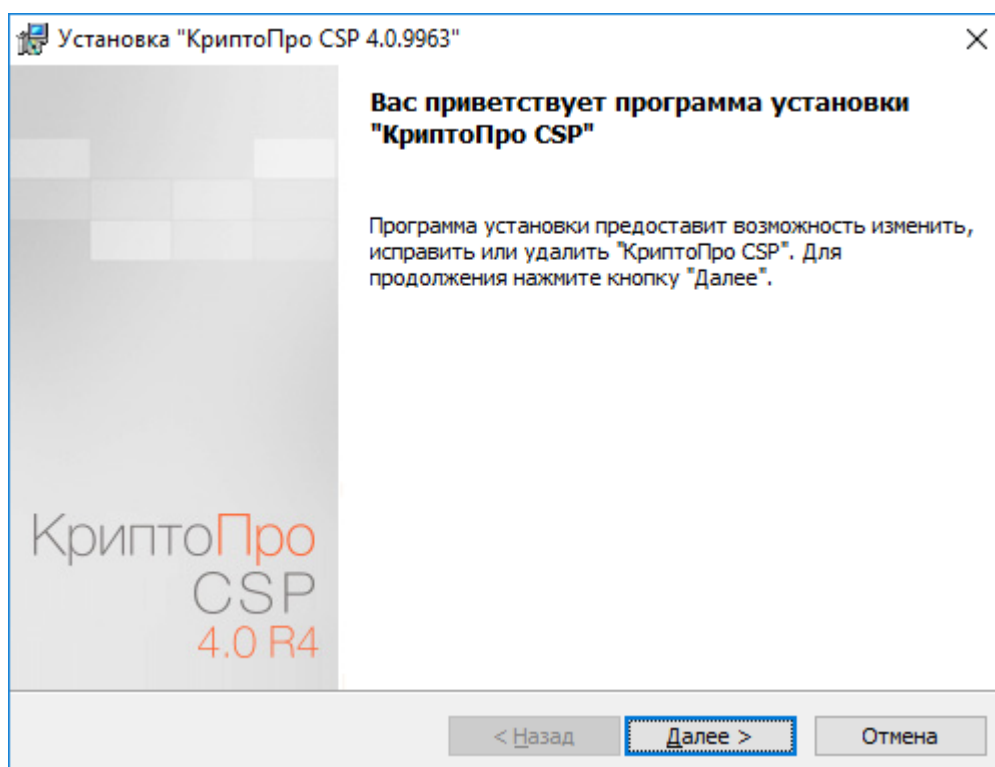 Установка "КриптоПро CSP 4.0.9963"
Вас приветствует программа установки
"КриптоПро CSP"
Программа установки предоставит возможность изменить,
исправить или удалить "КриптоПро CSP". Для
продолжения нажмите кнопку "Далее".
КриптоПро
CSP
4.0 R4
< Назад
Далее >
Отмена